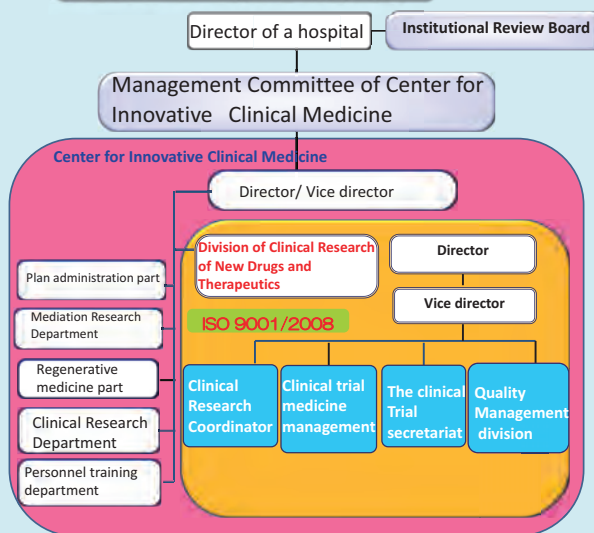 Director of a hospital
Institutional Review Board
Management Committee of Center for
Innovative Clinical Medicine
Center for Innovative Clinical Medicine
Director/ Vice director
Division of Clinical Research
of New Drugs and
Therapeutics
Director
Vice director
ISO 9001/2008
Plan administration part
Mediation Research
Department
Regenerative
medicine part
Clinical Research
Department
Personnel training
department
Clinical
Research
Coordinator
Clinical trial
medicine
management
The clinical
Trial
secretariat
Quality
Management
division